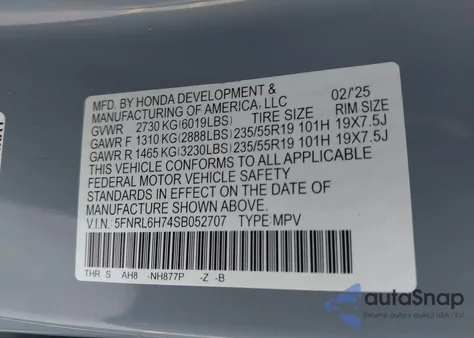 MFD. BY HONDA DEVELOPMENT &
MANUFACTURING OF AMERICA, LLC 02/'25
GVWR 2730 KG(6019LBS) TIRE SIZE RIM SIZE
GAWR F 1310 KG(2888LBS) 235/55R19 101H 19X7.5J
GAWR R 1465 KG(3230LBS) 235/55R19 101H 19X7.5J
THIS VEHICLE CONFORMS TO ALL APPLICABLE
FEDERAL MOTOR VEHICLE SAFETY
STANDARDS IN EFFECT ON THE DATE OF
MANUFACTURE SHOWN ABOVE.
V.I.N.: 5FNRL6H74SB052707 TYPE:MPV
THR S AH8 -NH877P -Z -B
autoSnap